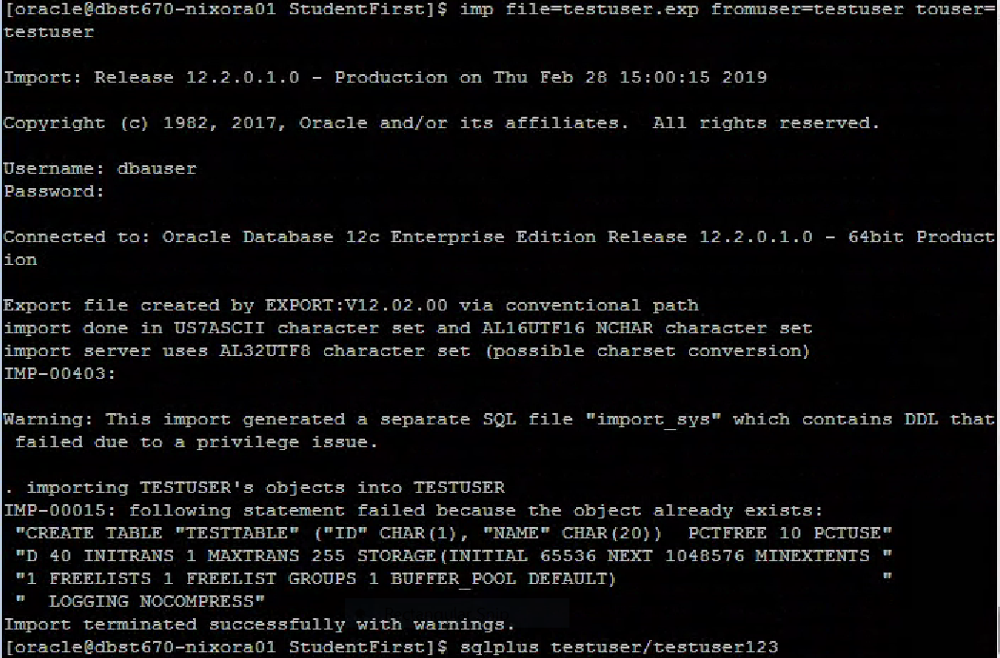 [oracle@dbst670-nixora01 StudentFirst]$ imp file=testuser.exp fromuser=testuser touser=
testuser
Import: Release 12.2.0.1.0 - Production on Thu Feb 28 15:00:15 2019
Copyright (c) 1982, 2017, Oracle and/or its affiliates.  All rights reserved.
Username: dbauser
Password:
Connected to: Oracle Database 12c Enterprise Edition Release 12.2.0.1.0 - 64bit Product
ion
Export file created by EXPORT:V12.02.00 via conventional path
import done in US7ASCII character set and AL16UTF16 NCHAR character set
import server uses AL32UTF8 character set (possible charset conversion)
IMP-00403:
Warning: This import generated a separate SQL file "import_sys" which contains DDL that
 failed due to a privilege issue.
. importing TESTUSER's objects into TESTUSER
IMP-00015: following statement failed because the object already exists:
 "CREATE TABLE "TESTTABLE" ("ID" CHAR(1), "NAME" CHAR(20))  PCTFREE 10 PCTUSE"
 "D 40 INITRANS 1 MAXTRANS 255 STORAGE(INITIAL 65536 NEXT 1048576 MINEXTENTS "
 "1 FREELISTS 1 FREELIST GROUPS 1 BUFFER_POOL DEFAULT)                       "
 "  LOGGING NOCOMPRESS"
Import terminated successfully with warnings.
[oracle@dbst670-nixora01 StudentFirst]$ sqlplus testuser/testuser123